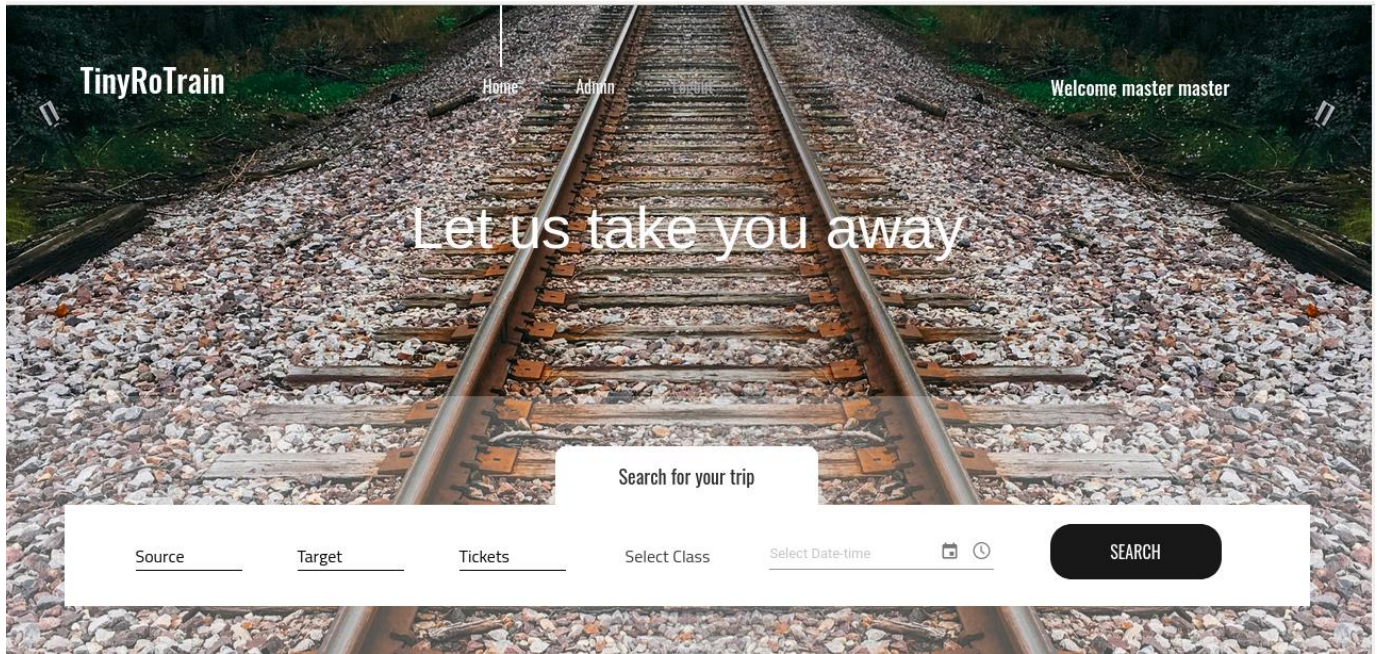 TinyRoTrain
Home Admin Logout
Welcome master master
Let us take you away
Search for your trip
Source Target Tickets Select Class Select Date-time SEARCH